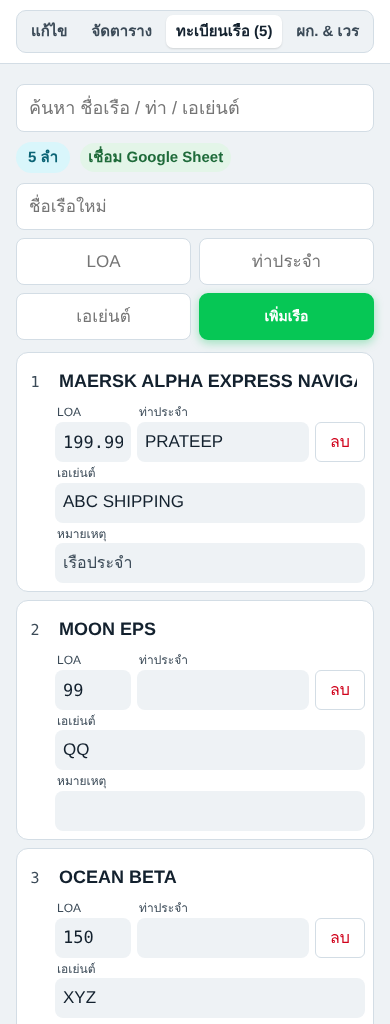 แก้ไข จัดตาราง ทะเบียนเรือ (5) ผก. & เวร
ค้นหา ชื่อเรือ / ท่า / เอเย่นต์
5 ลำ เชื่อม Google Sheet
ชื่อเรือใหม่
LOA ท่าประจำ
เอเย่นต์ เพิ่มเรือ
1 MAERSK ALPHA EXPRESS NAVIGA
LOA ท่าประจำ
199.99 PRATEEP ลบ
เอเย่นต์
ABC SHIPPING
หมายเหตุ
เรือประจำ
2 MOON EPS
LOA ท่าประจำ
99 ลบ
เอเย่นต์
QQ
หมายเหตุ
3 OCEAN BETA
LOA ท่าประจำ
150 ลบ
เอเย่นต์
XYZ